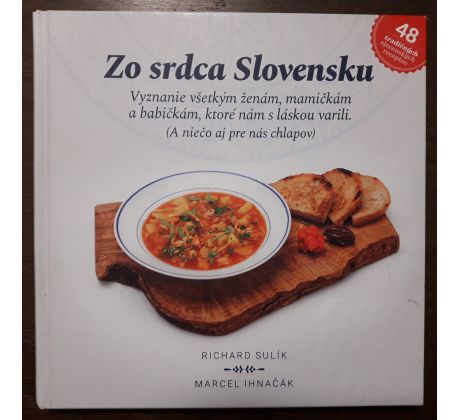 48
tradičných
slovenských
receptov
Zo srdca Slovensku
Vyznanie všetkým ženám, mamičkám
a babičkám, ktoré nám s láskou varili.
(A niečo aj pre nás chlapov)
RICHARD SULÍK
MARCEL IHNAČÁK